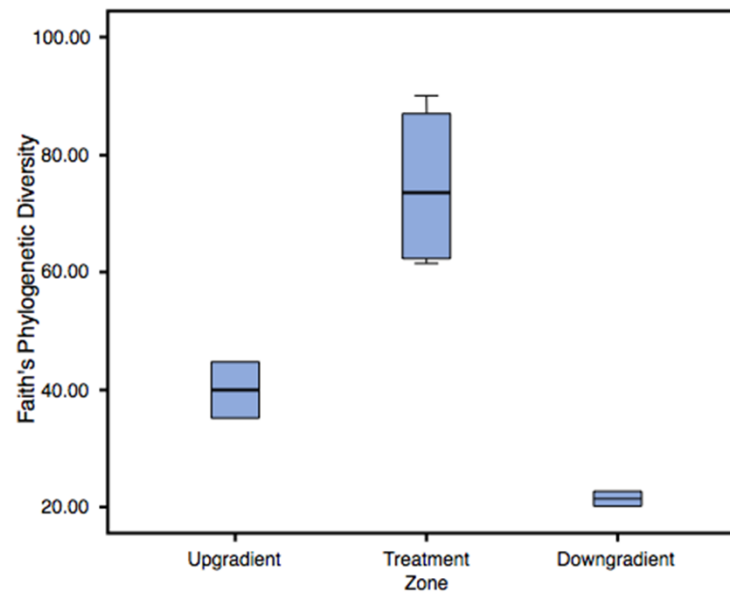 Faith's Phylogenetic Diversity
100.00
80.00
60.00
40.00
20.00
Upgradient
Treatment
Zone
Downgradient